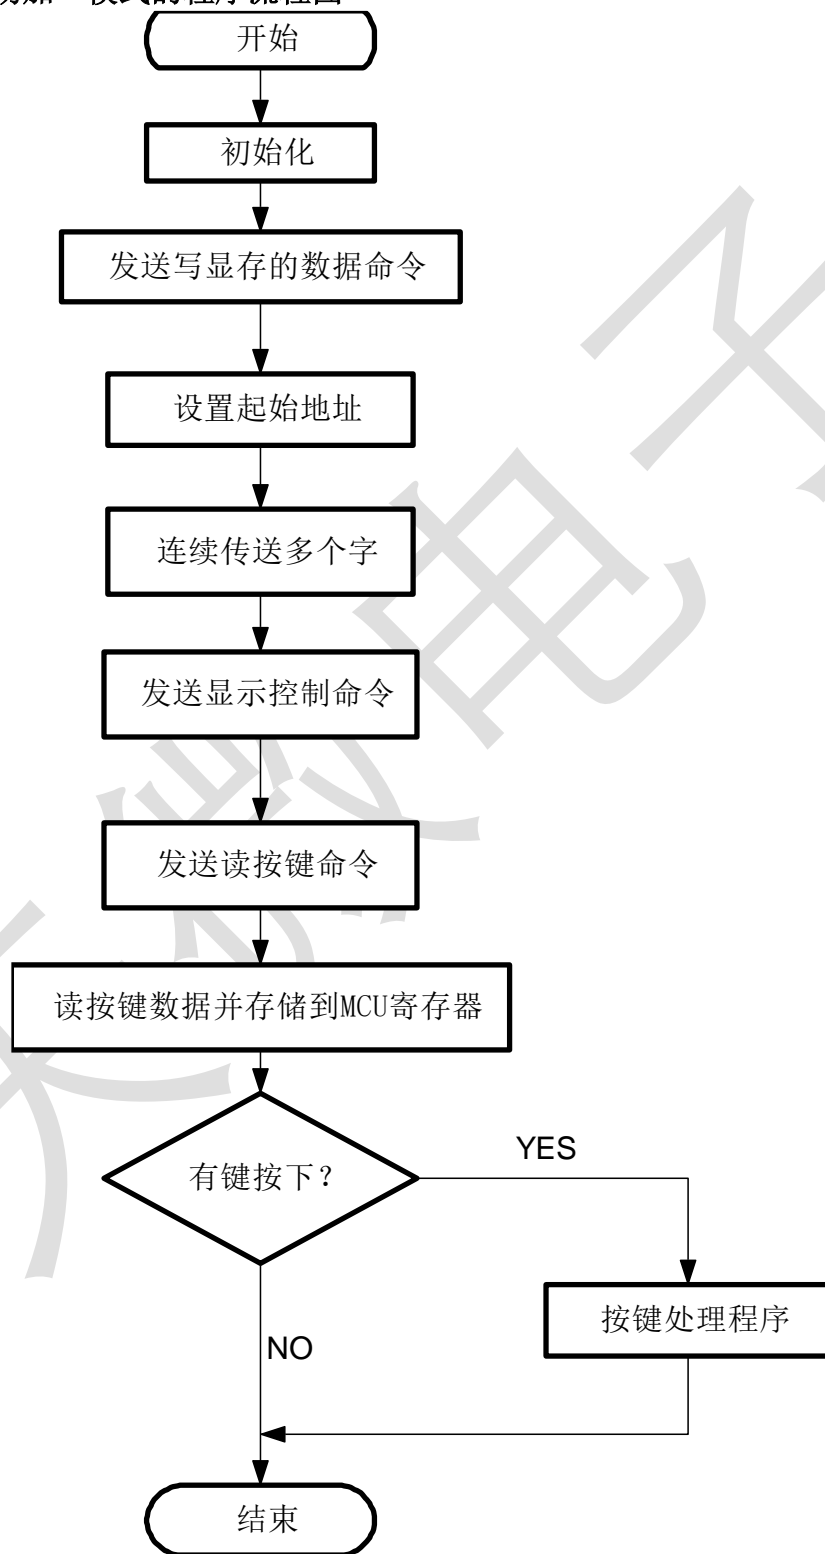 开始
初始化
发送写显存的数据命令
设置起始地址
连续传送多个字
发送显示控制命令
发送读按键命令
读按键数据并存储到MCU寄存器
有键按下?
YES
按键处理程序
NO
结束